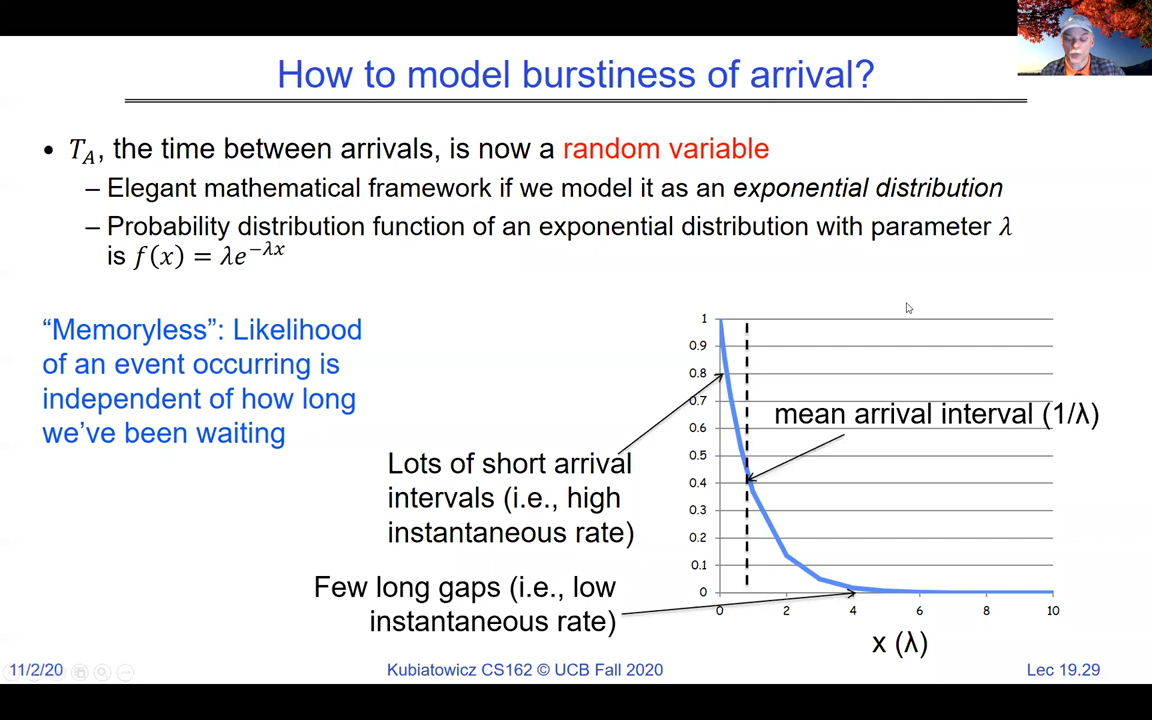 How to model burstiness of arrival?
• T_A, the time between arrivals, is now a random variable
– Elegant mathematical framework if we model it as an exponential distribution
– Probability distribution function of an exponential distribution with parameter λ
is f(x) = λe^{−λx}
“Memoryless”: Likelihood
of an event occurring is
independent of how long
we’ve been waiting
Lots of short arrival
intervals (i.e., high
instantaneous rate)
Few long gaps (i.e., low
instantaneous rate)
mean arrival interval (1/λ)
1
0.9
0.8
0.7
0.6
0.5
0.4
0.3
0.2
0.1
0
0 2 4 6 8 10
x (λ)
11/2/20
Kubiatowicz CS162 © UCB Fall 2020
Lec 19.29